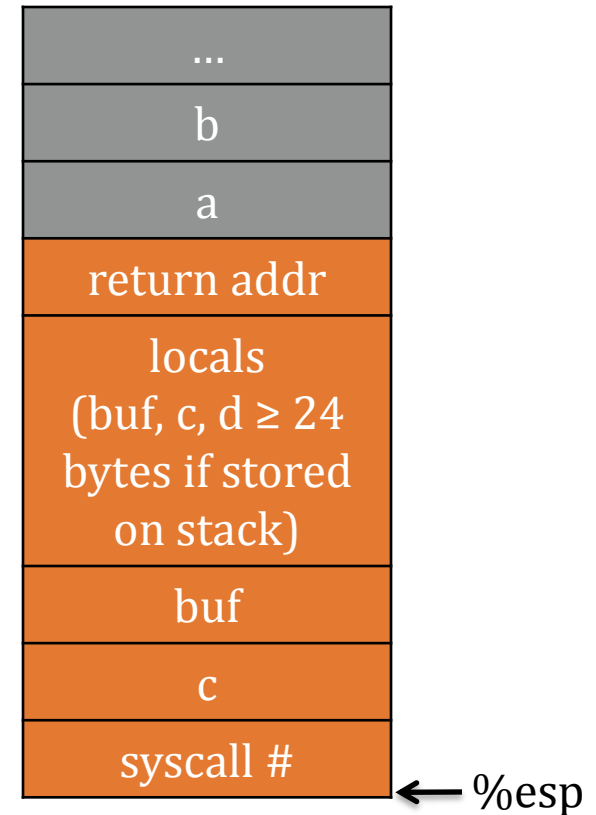 ...
b
a
return addr
locals
(buf, c, d ≥ 24
bytes if stored
on stack)
buf
c
syscall #
%esp